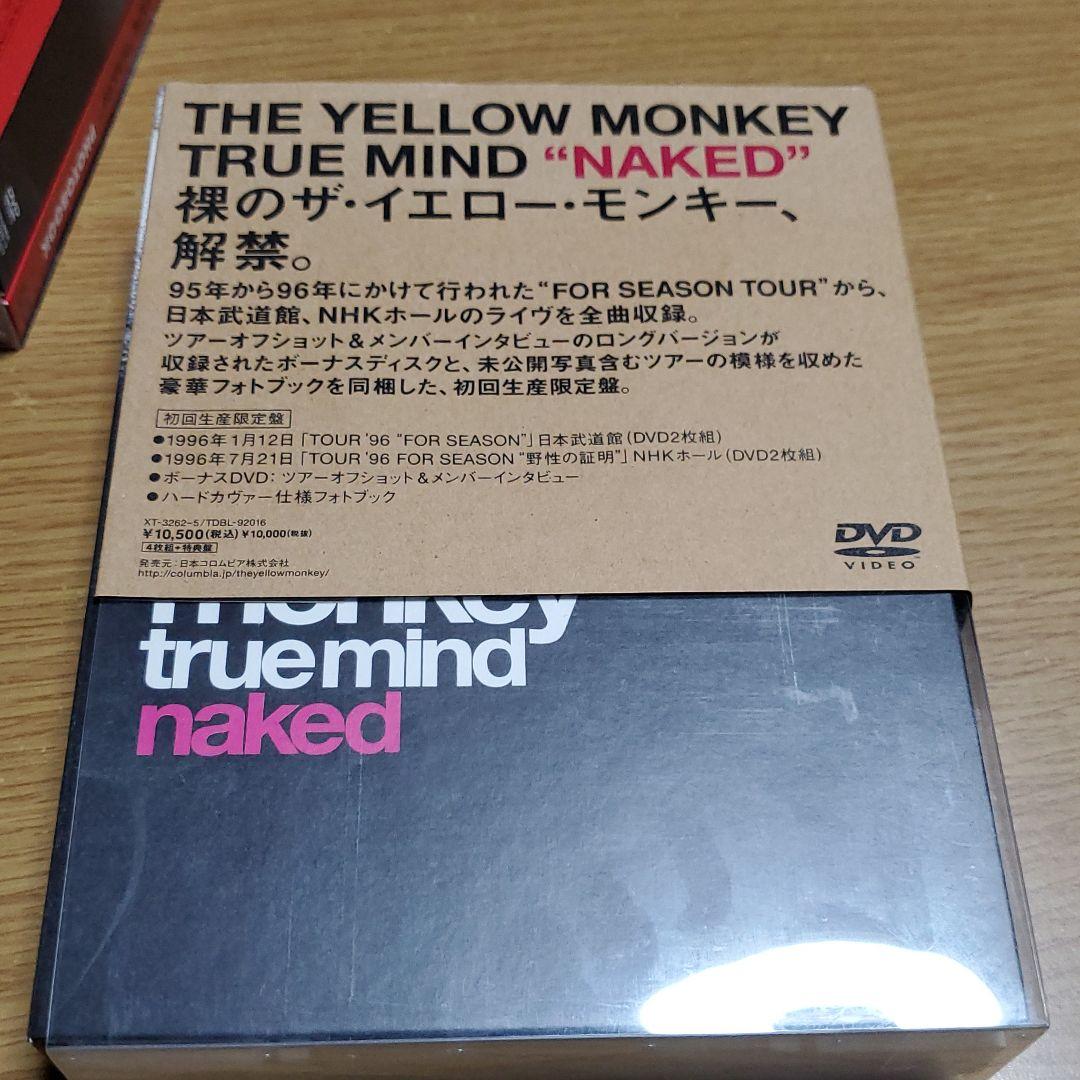 THE YELLOW MONKEY
TRUE MIND “NAKED”
裸のザ・イエロー・モンキー、
解禁。
95年から96年にかけて行われた“FOR SEASON TOUR”から、
日本武道館、NHKホールのライヴを全曲収録。
ツアーオフショット＆メンバーインタビューのロングバージョンが
収録されたボーナスディスクと、未公開写真含むツアーの模様を収めた
豪華フォトブックを同梱した、初回生産限定盤。
初回生産限定盤
●1996年1月12日「TOUR '96 “FOR SEASON”」日本武道館(DVD2枚組)
●1996年7月21日「TOUR '96 FOR SEASON “野性の証明”」NHKホール(DVD2枚組)
●ボーナスDVD：ツアーオフショット＆メンバーインタビュー
●ハードカヴァー仕様フォトブック
XT-3262~5/TDBL-92016
¥10,500(税込) ¥10,000(税抜)
4枚組+特典盤
発売元：日本コロムビア株式会社
http://columbia.jp/theyellowmonkey/
DVD
VIDEO
monkey
truemind
naked
PHOTOBOOK